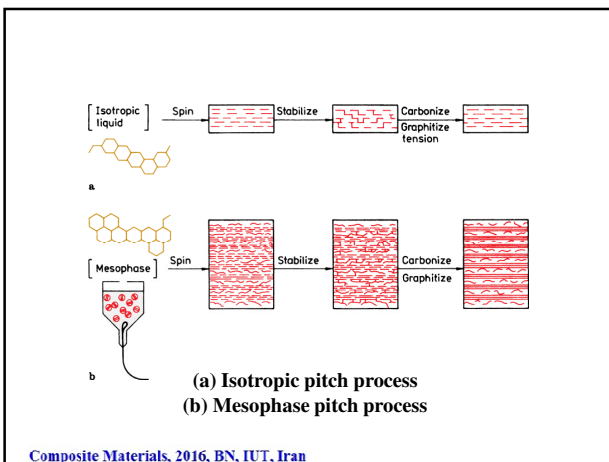 Isotropic
liquid
Spin
Stabilize
Carbonize
Graphitize
tension
a
Mesophase
Spin
Stabilize
Carbonize
Graphitize
b
(a) Isotropic pitch process
(b) Mesophase pitch process
Composite Materials, 2016, BN, IUT, Iran